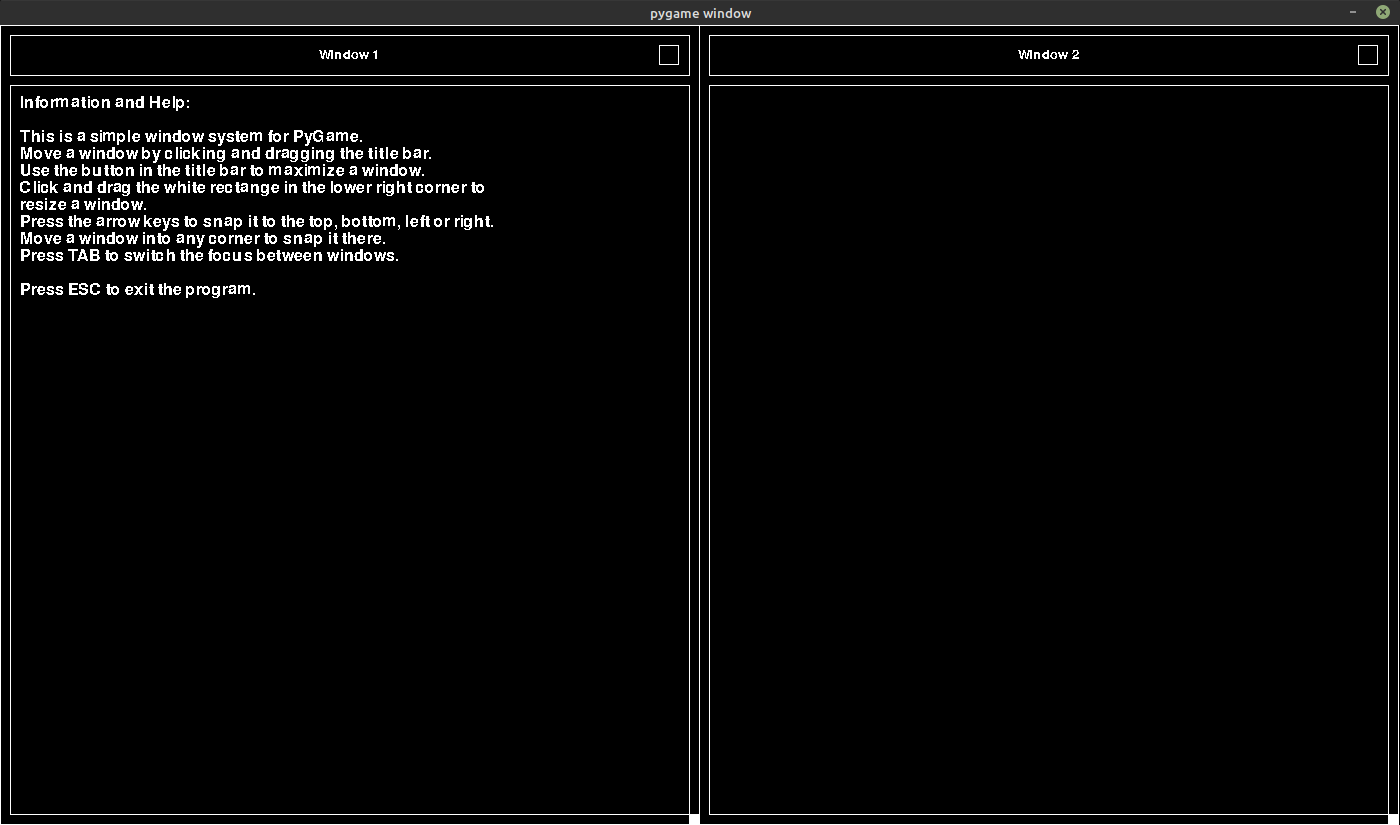 pygame window
Window 1
Window 2
Information and Help:
This is a simple window system for PyGame.
Move a window by clicking and dragging the title bar.
Use the button in the title bar to maximize a window.
Click and drag the white rectange in the lower right corner to
resize a window.
Press the arrow keys to snap it to the top, bottom, left or right.
Move a window into any corner to snap it there.
Press TAB to switch the focus between windows.
Press ESC to exit the program.